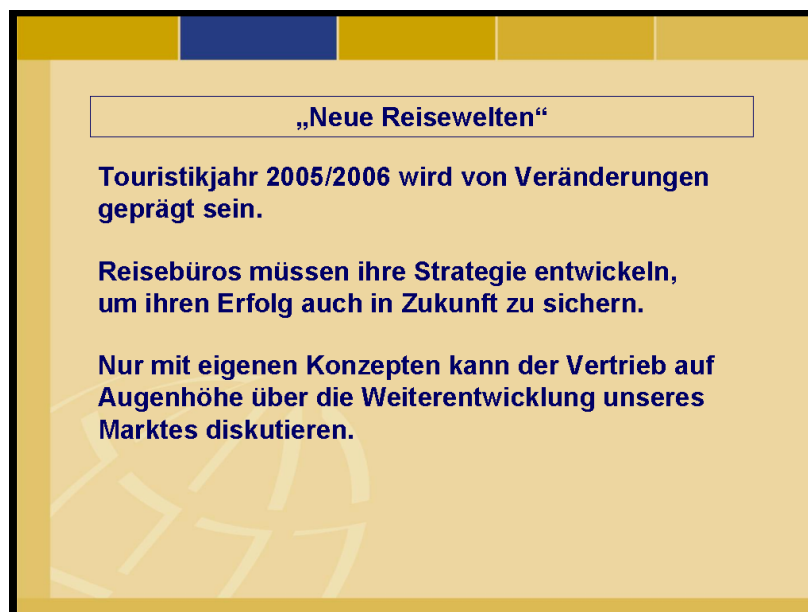 „Neue Reisewelten“
Touristikjahr 2005/2006 wird von Veränderungen
geprägt sein.
Reisebüros müssen ihre Strategie entwickeln,
um ihren Erfolg auch in Zukunft zu sichern.
Nur mit eigenen Konzepten kann der Vertrieb auf
Augenhöhe über die Weiterentwicklung unseres
Marktes diskutieren.